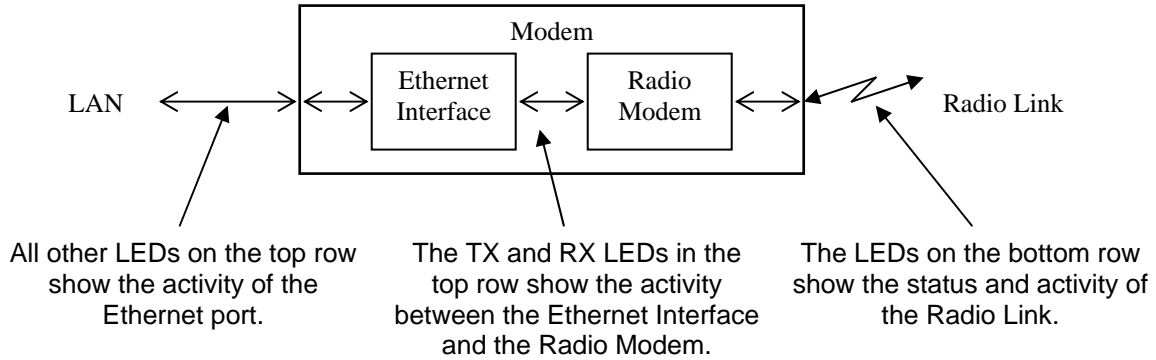 Modem
LAN
Ethernet
Interface
Radio
Modem
Radio Link
All other LEDs on the top row
show the activity of the
Ethernet port.
The TX and RX LEDs in the
top row show the activity
between the Ethernet Interface
and the Radio Modem.
The LEDs on the bottom row
show the status and activity of
the Radio Link.